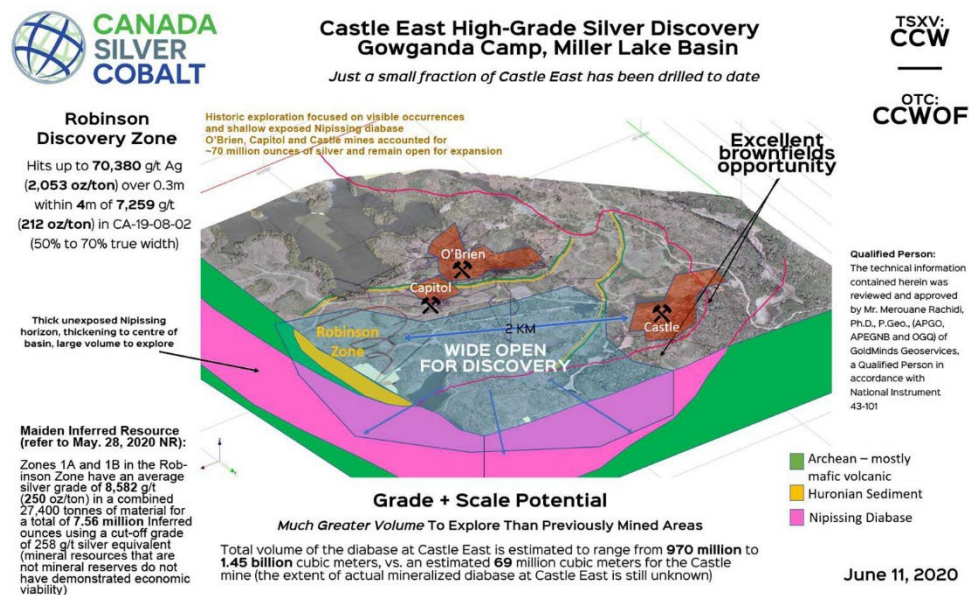 CANADA
SILVER
COBALT
Castle East High-Grade Silver Discovery
Gowganda Camp, Miller Lake Basin
Just a small fraction of Castle East has been drilled to date
TSXV:
CCW
OTC:
CCWOF
Robinson
Discovery Zone
Hits up to 70,380 g/t Ag
(2,053 oz/ton) over 0.3m
within 4m of 7,259 g/t
(212 oz/ton) in CA-19-08-02
(50% to 70% true width)
Historic exploration focused on visible occurrences
and shallow exposed Nipissing diabase
O'Brien, Capitol and Castle mines accounted for
~70 million ounces of silver and remain open for expansion
Excellent
brownfields
opportunity
O'Brien
Capitol
Castle
Robinson
Zone
2 KM
WIDE OPEN
FOR DISCOVERY
Thick unexposed Nipissing
horizon, thickening to centre of
basin, large volume to explore
Qualified Person:
The technical information
contained herein was
reviewed and approved
by Mr. Merouane Rachidi,
Ph.D., P.Geo., (APGO,
APEGNB and OGQ) of
GoldMinds Geoservices,
a Qualified Person in
accordance with
National Instrument
43-101
Maiden Inferred Resource
(refer to May. 28, 2020 NR):
Zones 1A and 1B in the Rob-
inson Zone have an average
silver grade of 8,582 g/t
(250 oz/ton) in a combined
27,400 tonnes of material for
a total of 7.56 million Inferred
ounces using a cut-off grade
of 258 g/t silver equivalent
(mineral resources that are
not mineral reserves do not
have demonstrated economic
viability)
Archean – mostly
mafic volcanic
Huronian Sediment
Nipissing Diabase
Grade + Scale Potential
Much Greater Volume To Explore Than Previously Mined Areas
Total volume of the diabase at Castle East is estimated to range from 970 million to
1.45 billion cubic meters, vs. an estimated 69 million cubic meters for the Castle
mine (the extent of actual mineralized diabase at Castle East is still unknown)
June 11, 2020